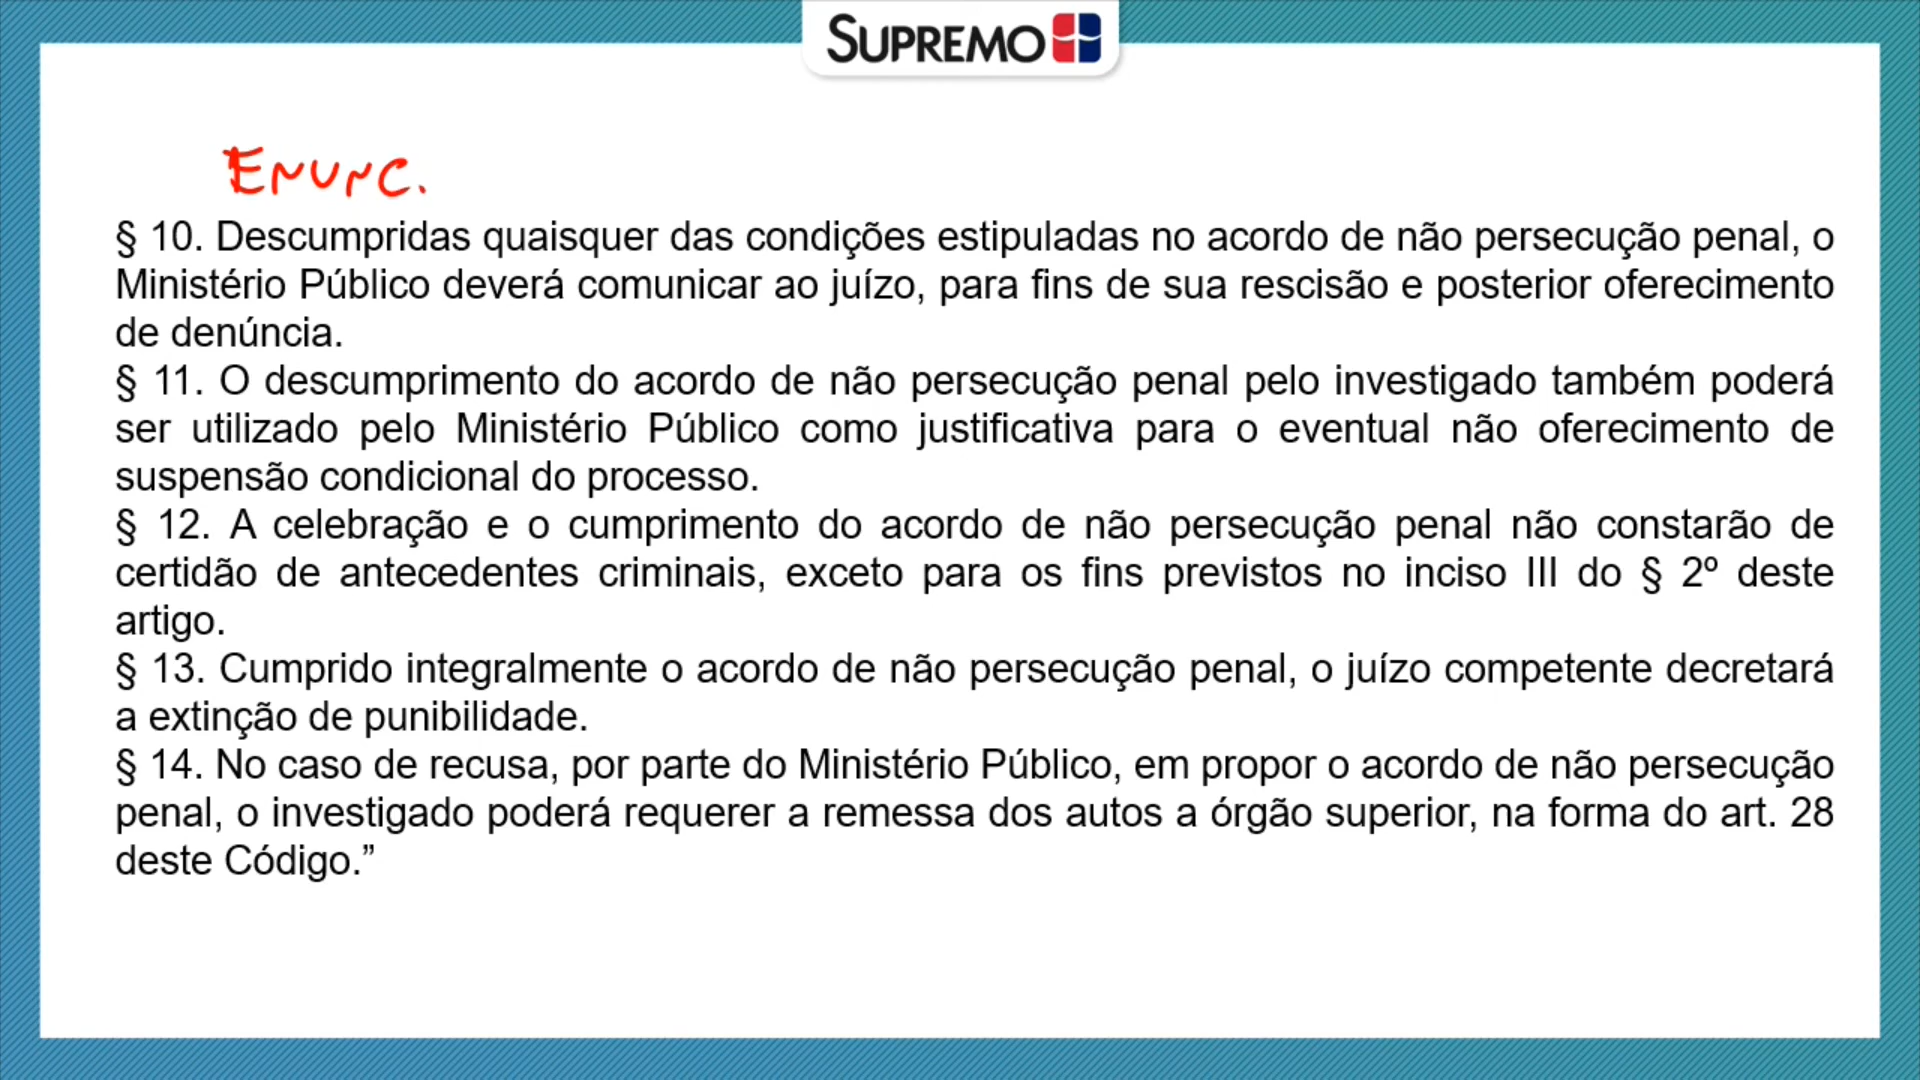 SUPREMO
ENUNC.
§ 10. Descumpridas quaisquer das condições estipuladas no acordo de não persecução penal, o
Ministério Público deverá comunicar ao juízo, para fins de sua rescisão e posterior oferecimento
de denúncia.
§ 11. O descumprimento do acordo de não persecução penal pelo investigado também poderá
ser utilizado pelo Ministério Público como justificativa para o eventual não oferecimento de
suspensão condicional do processo.
§ 12. A celebração e o cumprimento do acordo de não persecução penal não constarão de
certidão de antecedentes criminais, exceto para os fins previstos no inciso III do § 2º deste
artigo.
§ 13. Cumprido integralmente o acordo de não persecução penal, o juízo competente decretará
a extinção de punibilidade.
§ 14. No caso de recusa, por parte do Ministério Público, em propor o acordo de não persecução
penal, o investigado poderá requerer a remessa dos autos a órgão superior, na forma do art. 28
deste Código.”